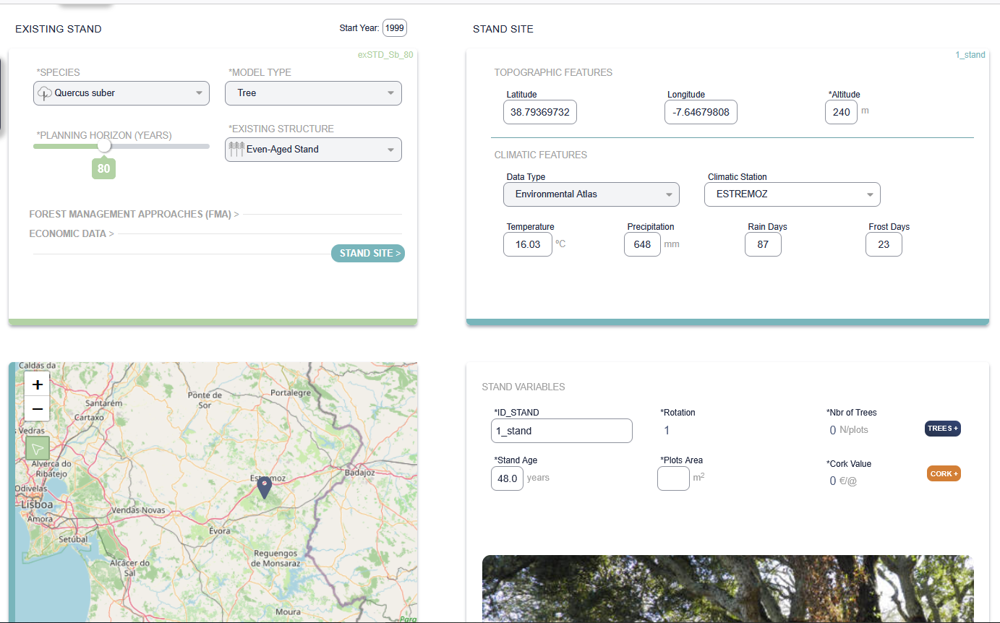 EXISTING STAND
Start Year: 1999
exSTD_Sb_80
*SPECIES
*MODEL TYPE
Quercus suber
Tree
*PLANNING HORIZON (YEARS)
*EXISTING STRUCTURE
Even-Aged Stand
80
FOREST MANAGEMENT APPROACHES (FMA) >
ECONOMIC DATA >
STAND SITE >
STAND SITE
1_stand
TOPOGRAPHIC FEATURES
Latitude
Longitude
*Altitude
38.79369732
-7.64679808
240 m
CLIMATIC FEATURES
Data Type
Climatic Station
Environmental Atlas
ESTREMOZ
Temperature
Precipitation
Rain Days
Frost Days
16.03 ºC
648 mm
87
23
Caldas da
+
−
Ponte de
Sor
Portalegre
Santarém
Cartaxo
Vedras
Alverca do
Ribatejo
Odivelas
Lisboa
Amora
Setúbal
Estremoz
Badajoz
Vendas Novas
Évora
Reguengos
de Monsaraz
Alcácer do
Sal
Moura
Parq
STAND VARIABLES
*ID_STAND
*Rotation
*Nbr of Trees
1_stand
1
0 N/plots
TREES +
*Stand Age
*Plots Area
*Cork Value
48.0 years
m²
0 €/@
CORK +